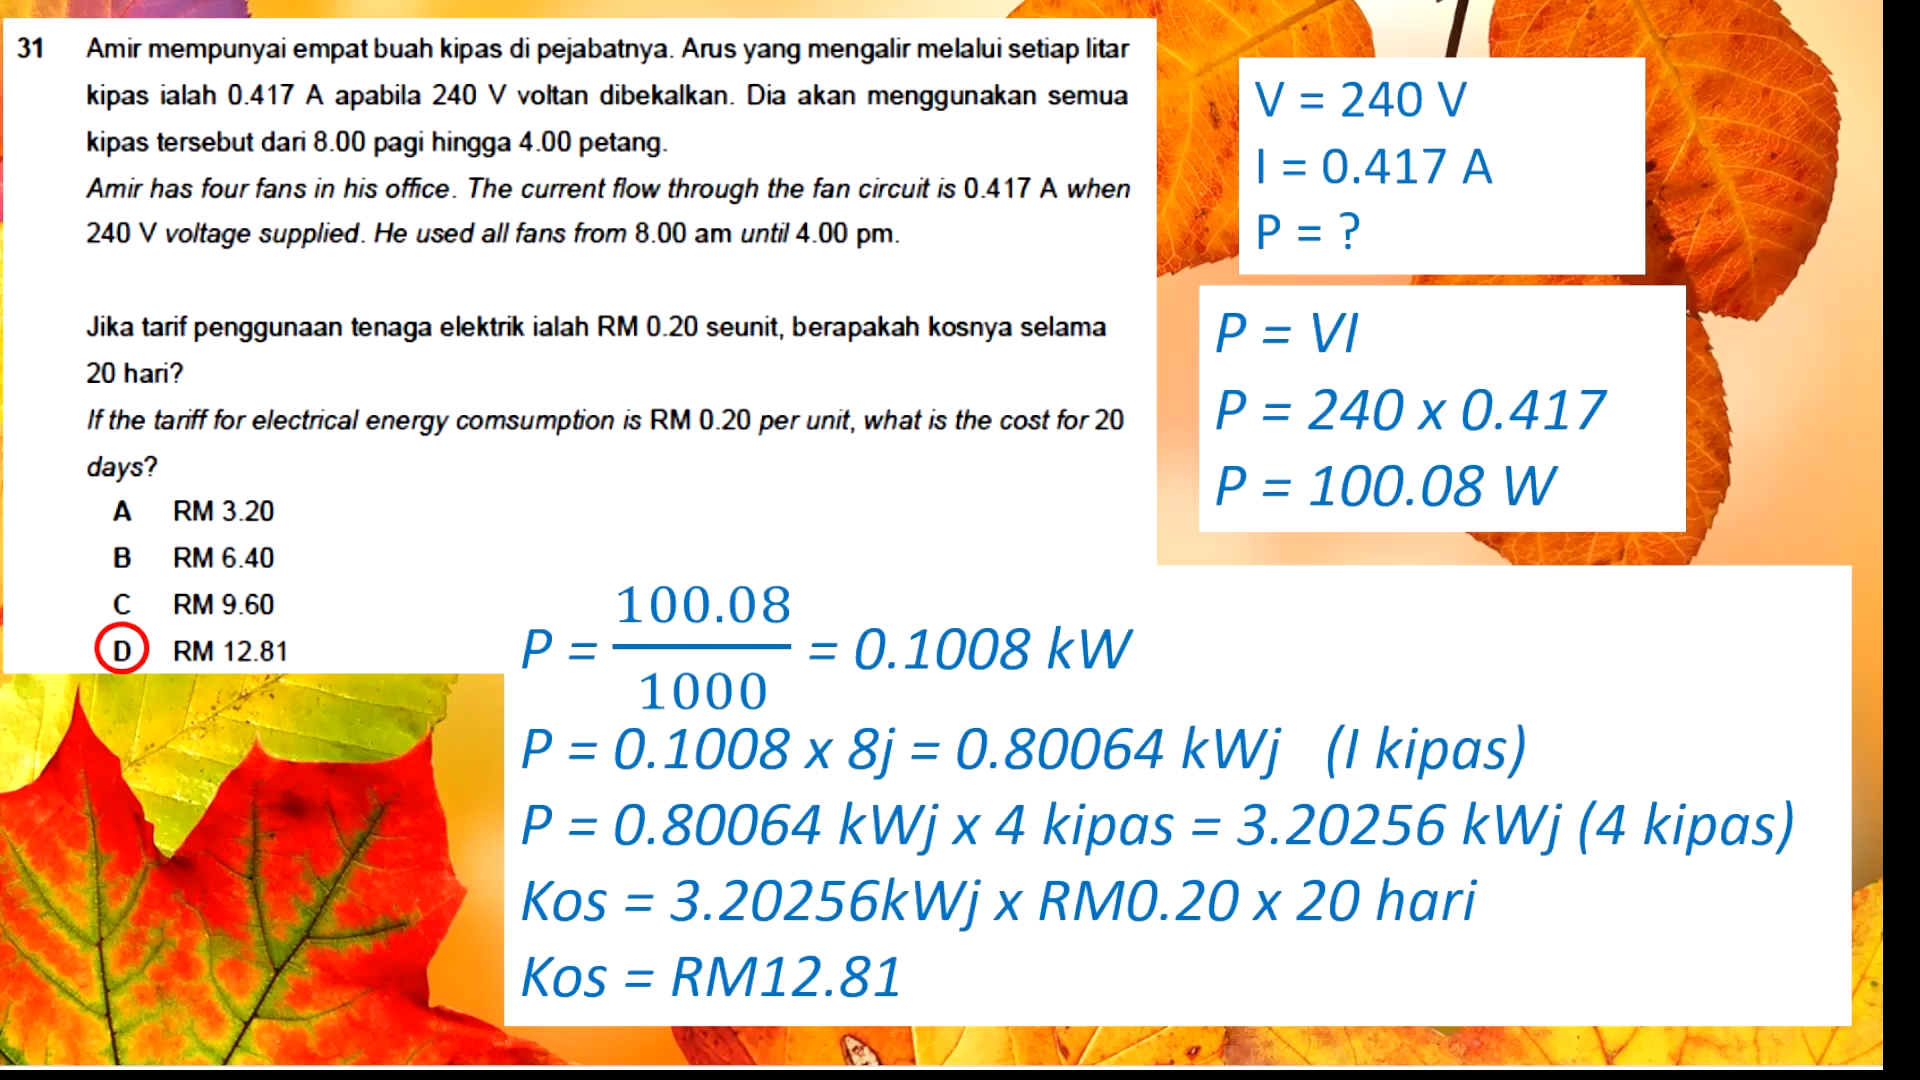 31 Amir mempunyai empat buah kipas di pejabatnya. Arus yang mengalir melalui setiap litar
kipas ialah 0.417 A apabila 240 V voltan dibekalkan. Dia akan menggunakan semua
kipas tersebut dari 8.00 pagi hingga 4.00 petang.
Amir has four fans in his office. The current flow through the fan circuit is 0.417 A when
240 V voltage supplied. He used all fans from 8.00 am until 4.00 pm.
Jika tarif penggunaan tenaga elektrik ialah RM 0.20 seunit, berapakah kosnya selama
20 hari?
If the tariff for electrical energy comsumption is RM 0.20 per unit, what is the cost for 20
days?
A RM 3.20
B RM 6.40
C RM 9.60
D RM 12.81
V = 240 V
I = 0.417 A
P = ?
P = VI
P = 240 x 0.417
P = 100.08 W
P = 100.08/1000 = 0.1008 kW
P = 0.1008 x 8j = 0.80064 kWj (I kipas)
P = 0.80064 kWj x 4 kipas = 3.20256 kWj (4 kipas)
Kos = 3.20256kWj x RM0.20 x 20 hari
Kos = RM12.81